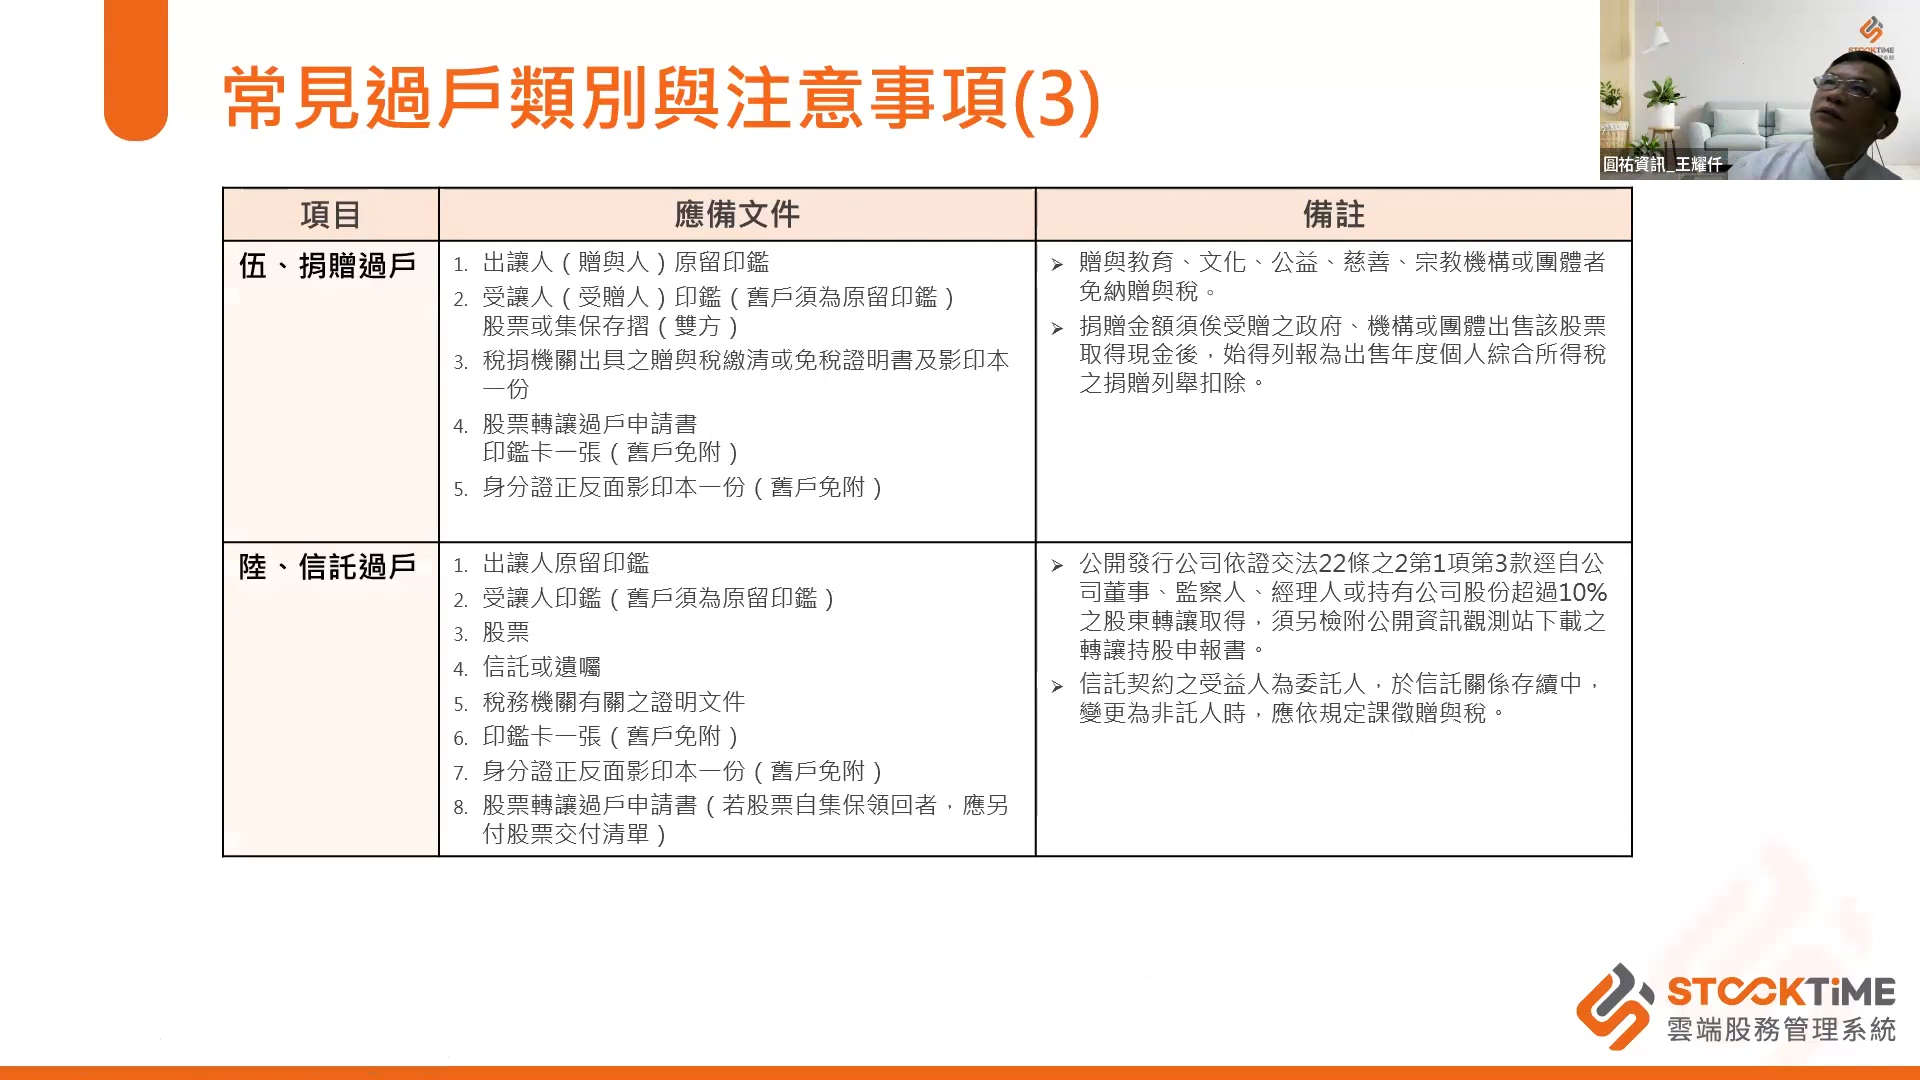 常見過戶類別與注意事項(3)
STOCKTiME
圓祐資訊_王耀仟
項目
應備文件
備註
伍、捐贈過戶
1. 出讓人（贈與人）原留印鑑
2. 受讓人（受贈人）印鑑（舊戶須為原留印鑑）
股票或集保存摺（雙方）
3. 稅捐機關出具之贈與稅繳清或免稅證明書及影印本
一份
4. 股票轉讓過戶申請書
印鑑卡一張（舊戶免附）
5. 身分證正反面影印本一份（舊戶免附）
➢ 贈與教育、文化、公益、慈善、宗教機構或團體者
免納贈與稅。
➢ 捐贈金額須俟受贈之政府、機構或團體出售該股票
取得現金後，始得列報為出售年度個人綜合所得稅
之捐贈列舉扣除。
陸、信託過戶
1. 出讓人原留印鑑
2. 受讓人印鑑（舊戶須為原留印鑑）
3. 股票
4. 信託或遺囑
5. 稅務機關有關之證明文件
6. 印鑑卡一張（舊戶免附）
7. 身分證正反面影印本一份（舊戶免附）
8. 股票轉讓過戶申請書（若股票自集保領回者，應另
付股票交付清單）
➢ 公開發行公司依證交法22條之2第1項第3款逕自公
司董事、監察人、經理人或持有公司股份超過10%
之股東轉讓取得，須另檢附公開資訊觀測站下載之
轉讓持股申報書。
➢ 信託契約之受益人為委託人，於信託關係存續中，
變更為非託人時，應依規定課徵贈與稅。
STOCKTiME
雲端股務管理系統